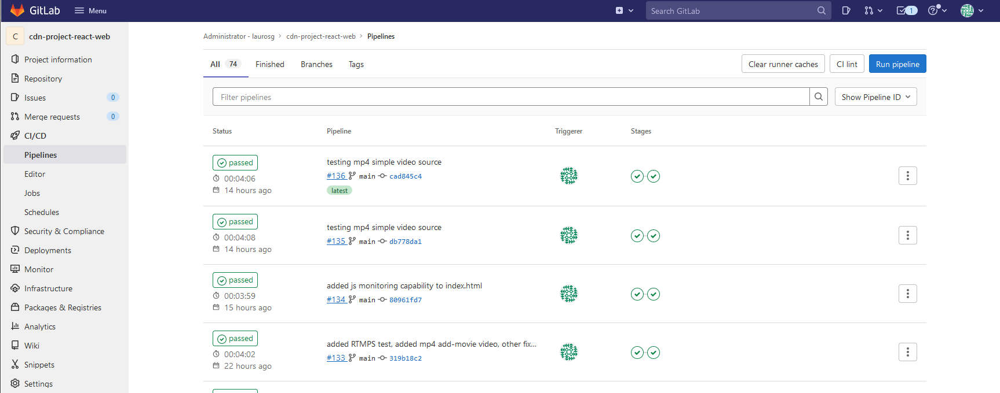 GitLab Menu Search GitLab 1
C cdn-project-react-web
Project information
Repository
Issues 0
Merge requests 0
CI/CD
Pipelines
Editor
Jobs
Schedules
Security & Compliance
Deployments
Monitor
Infrastructure
Packages & Registries
Analytics
Wiki
Snippets
Settings
Administrator - laurosg > cdn-project-react-web > Pipelines
All 74 Finished Branches Tags Clear runner caches CI lint Run pipeline
Filter pipelines Show Pipeline ID
Status Pipeline Triggerer Stages
passed
00:04:06
14 hours ago
testing mp4 simple video source
#136 main cad845c4
latest
passed
00:04:08
14 hours ago
testing mp4 simple video source
#135 main db778da1
passed
00:03:59
15 hours ago
added js monitoring capability to index.html
#134 main 80961fd7
passed
00:04:02
22 hours ago
added RTMPS test, added mp4 add-movie video, other fix...
#133 main 319b18c2